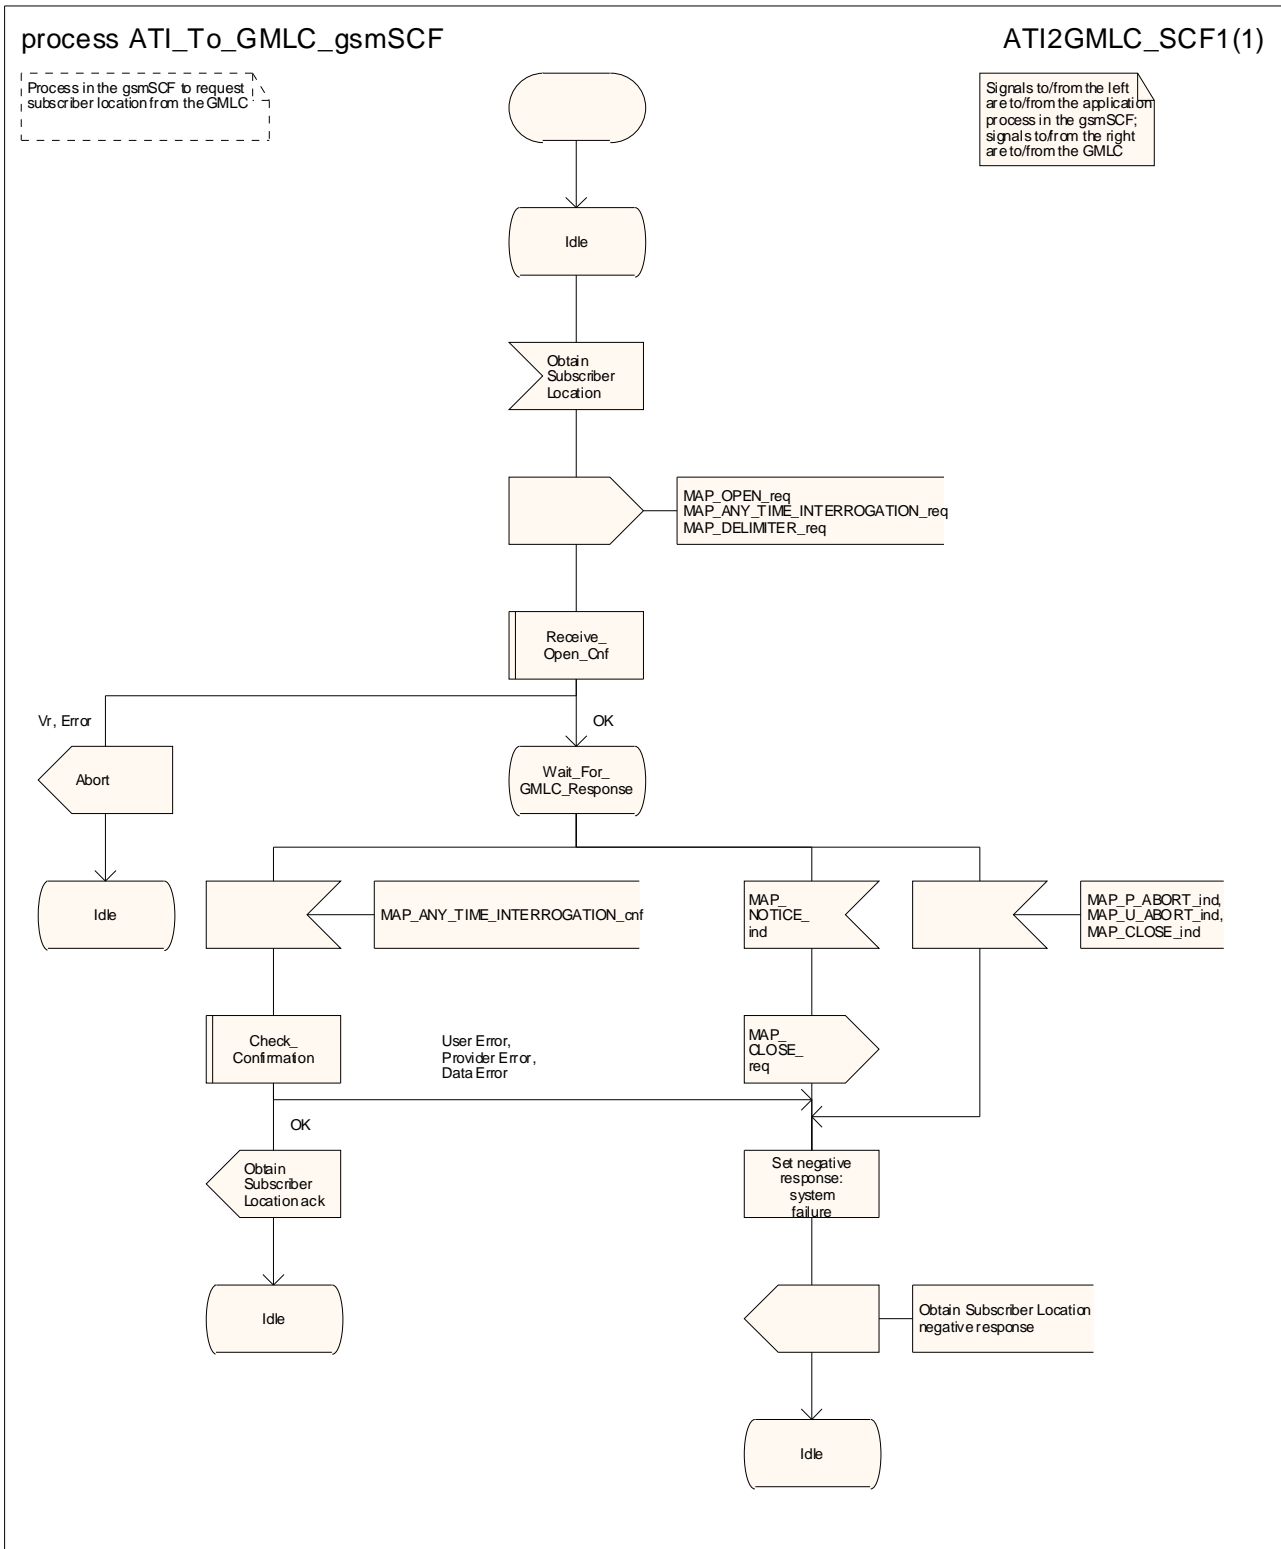 process ATI_To_GMLC_gsmSCF
ATI2GMLC_SCF1(1)
Process in the gsmSCF to request
subscriber location from the GMLC
Signals to/from the left
are to/from the application
process in the gsmSCF;
signals to/from the right
are to/from the GMLC
Idle
Obtain
Subscriber
Location
MAP_OPEN_req
MAP_ANY_TIME_INTERROGATION_req
MAP_DELIMITER_req
Receive_
Open_Cnf
Vr, Error
OK
Abort
Wait_For_
GMLC_Response
Idle
MAP_ANY_TIME_INTERROGATION_cnf
MAP_
NOTICE_
ind
MAP_P_ABORT_ind,
MAP_U_ABORT_ind,
MAP_CLOSE_ind
Check_
Confirmation
User Error,
Provider Error,
Data Error
MAP_
CLOSE_
req
OK
Obtain
Subscriber
Location ack
Set negative
response:
system
failure
Idle
Obtain Subscriber Location
negative response
Idle